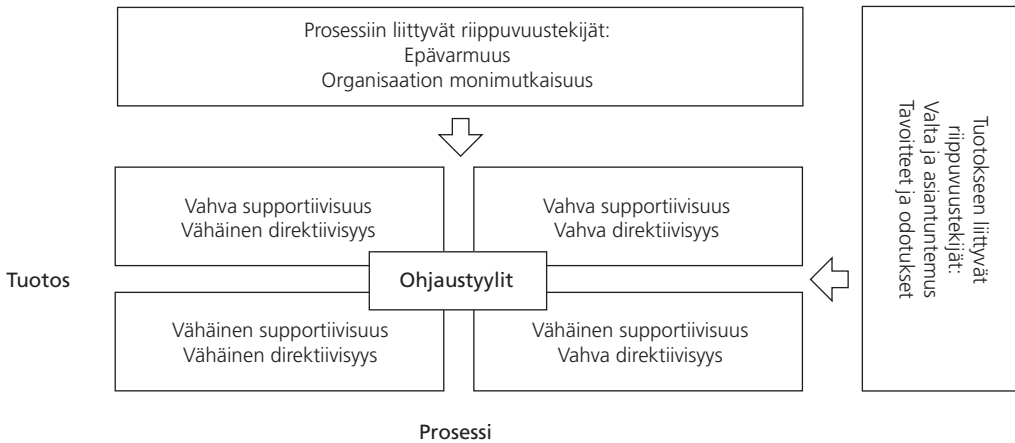 Prosessiin liittyvät riippuvuustekijät:
Epävarmuus
Organisaation monimutkaisuus
Tuotokseen liittyvät
riippuvuustekijät:
Valta ja asiantuntemus
Tavoitteet ja odotukset
Vahva supportiivisuus
Vähäinen direktiivisyys
Vahva supportiivisuus
Vahva direktiivisyys
Tuotos
Ohjaustyylit
Vähäinen supportiivisuus
Vähäinen direktiivisyys
Vähäinen supportiivisuus
Vahva direktiivisyys
Prosessi